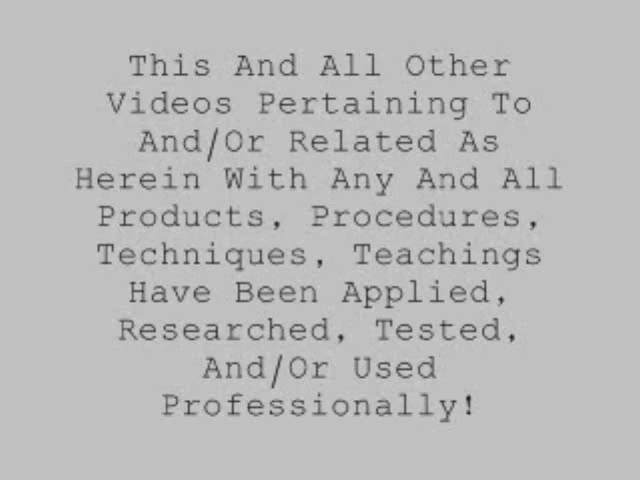 This And All Other
Videos Pertaining To
And/Or Related As
Herein With Any And All
Products, Procedures,
Techniques, Teachings
Have Been Applied,
Researched, Tested,
And/Or Used
Professionally!